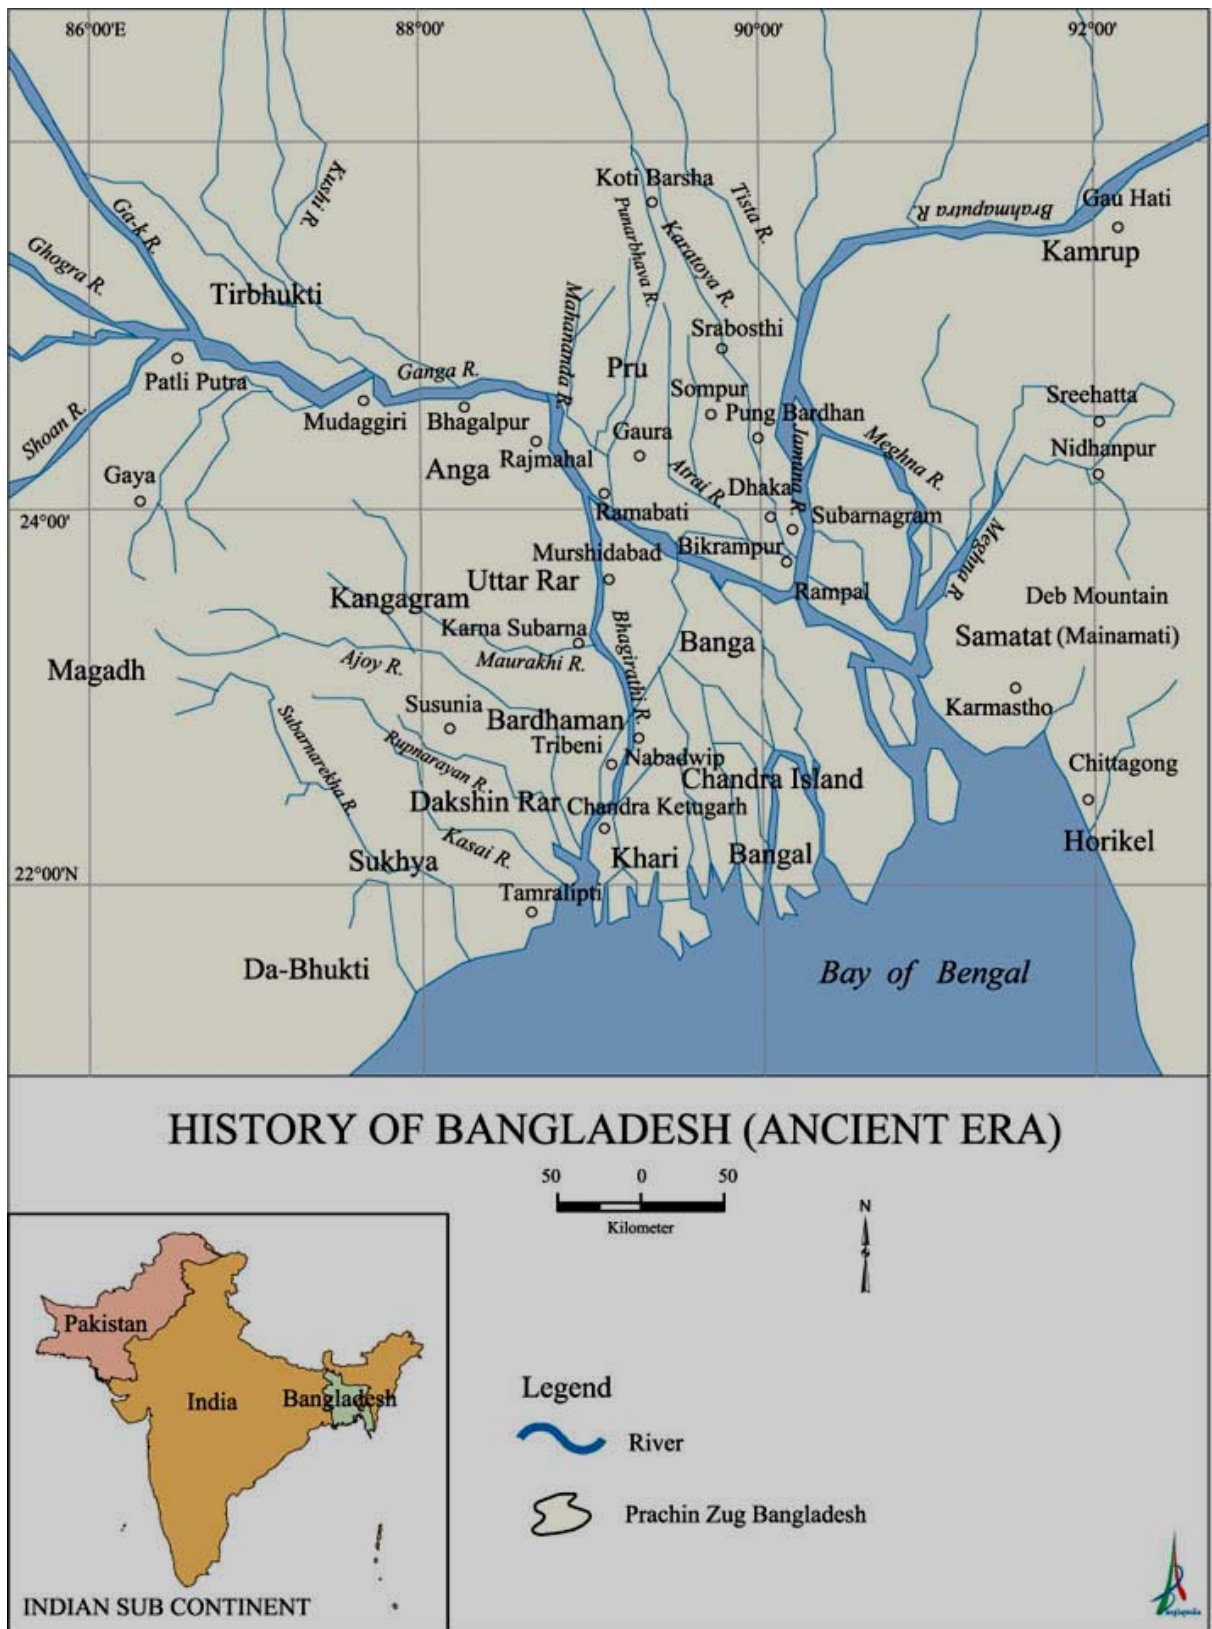 86°00'E
88°00'
90°00'
92°00'
Koti Barsha
Kushi R.
Ga-k R.
Ghogra R.
Punarbhava R.
Karatoya R.
Tista R.
Brahmaputra R.
Gau Hati
Kamrup
Tirbhukti
Mahananda R.
Srabosthi
Patli Putra
Ganga R.
Pru
Sompur
Sreehatta
Mudaggiri
Bhagalpur
Pung Bardhan
Shoan R.
Gaura
Jamuna R.
Meghna R.
Nidhanpur
Gaya
Anga
Rajmahal
Atrai R.
Dhaka
24°00'
Ramabati
Subarnagram
Murshidabad
Bikrampur
Meghna R.
Uttar Rar
Rampal
Deb Mountain
Kangagram
Karna Subarna
Bhagirathi R.
Banga
Samatat (Mainamati)
Magadh
Ajoy R.
Maurakhi R.
Susunia
Karmastho
Subarnarekha R.
Bardhaman
Rupnarayan R.
Tribeni
Nabadwip
Chittagong
Chandra Island
Dakshin Rar
Chandra Ketugarh
Horikel
Kasai R.
Sukhya
Khari
Bangal
22°00'N
Tamralipti
Da-Bhukti
Bay of Bengal
HISTORY OF BANGLADESH (ANCIENT ERA)
50 0 50
Kilometer
N
Pakistan
India
Bangladesh
INDIAN SUB CONTINENT
Legend
River
Prachin Zug Bangladesh